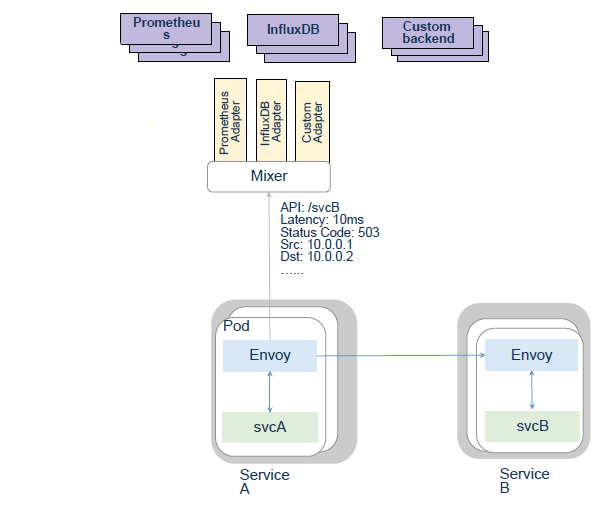 Prometheu
s
InfluxDB
Custom
backend
Prometheus
Adapter
InfluxDB
Adapter
Custom
Adapter
Mixer
API: /svcB
Latency: 10ms
Status Code: 503
Src: 10.0.0.1
Dst: 10.0.0.2
…...
Pod
Envoy
Envoy
svcA
svcB
Service
A
Service
B